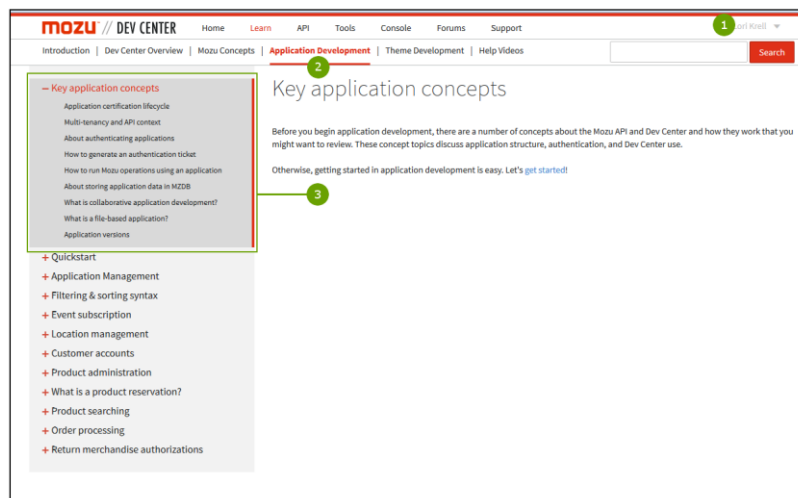 mozu // DEV CENTER Home Learn API Tools Console Forums Support 1 Lori Kreß
Introduction | Dev Center Overview | Mozu Concepts | Application Development | Theme Development | Help Videos Search
2
− Key application concepts
Application certification lifecycle
Multi-tenancy and API context
About authenticating applications
How to generate an authentication ticket
How to run Mozu operations using an application
About storing application data in MZDB
What is collaborative application development?
What is a file-based application?
Application versions
3
+ Quickstart
+ Application Management
+ Filtering & sorting syntax
+ Event subscription
+ Location management
+ Customer accounts
+ Product administration
+ What is a product reservation?
+ Product searching
+ Order processing
+ Return merchandise authorizations
Key application concepts
Before you begin application development, there are a number of concepts about the Mozu API and Dev Center and how they work that you
might want to review. These concept topics discuss application structure, authentication, and Dev Center use.
Otherwise, getting started in application development is easy. Let's get started!